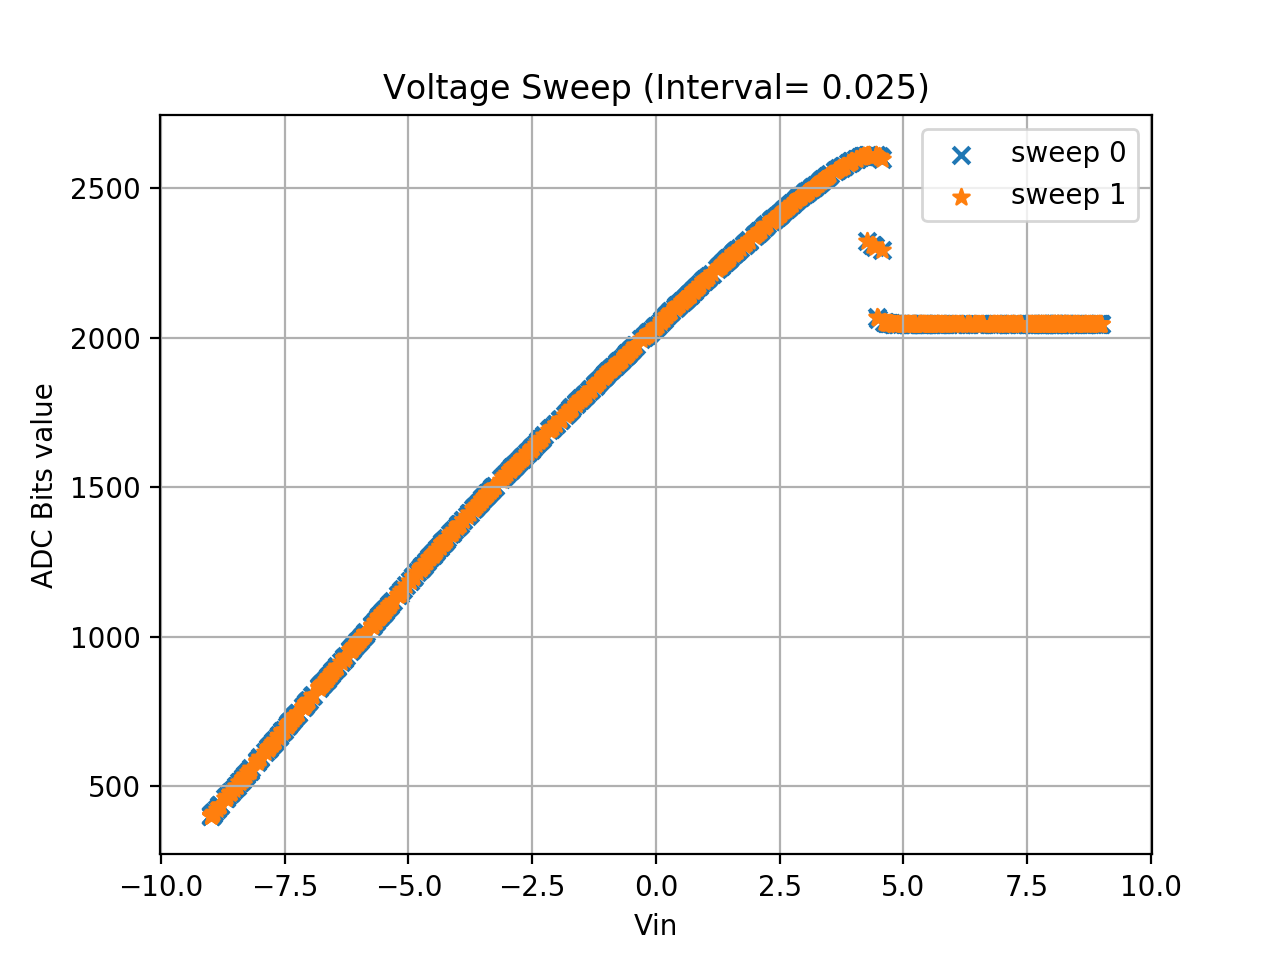 Voltage Sweep (Interval= 0.025)
sweep 0
sweep 1
ADC Bits value
2500
2000
1500
1000
500
−10.0 −7.5 −5.0 −2.5 0.0 2.5 5.0 7.5 10.0
Vin